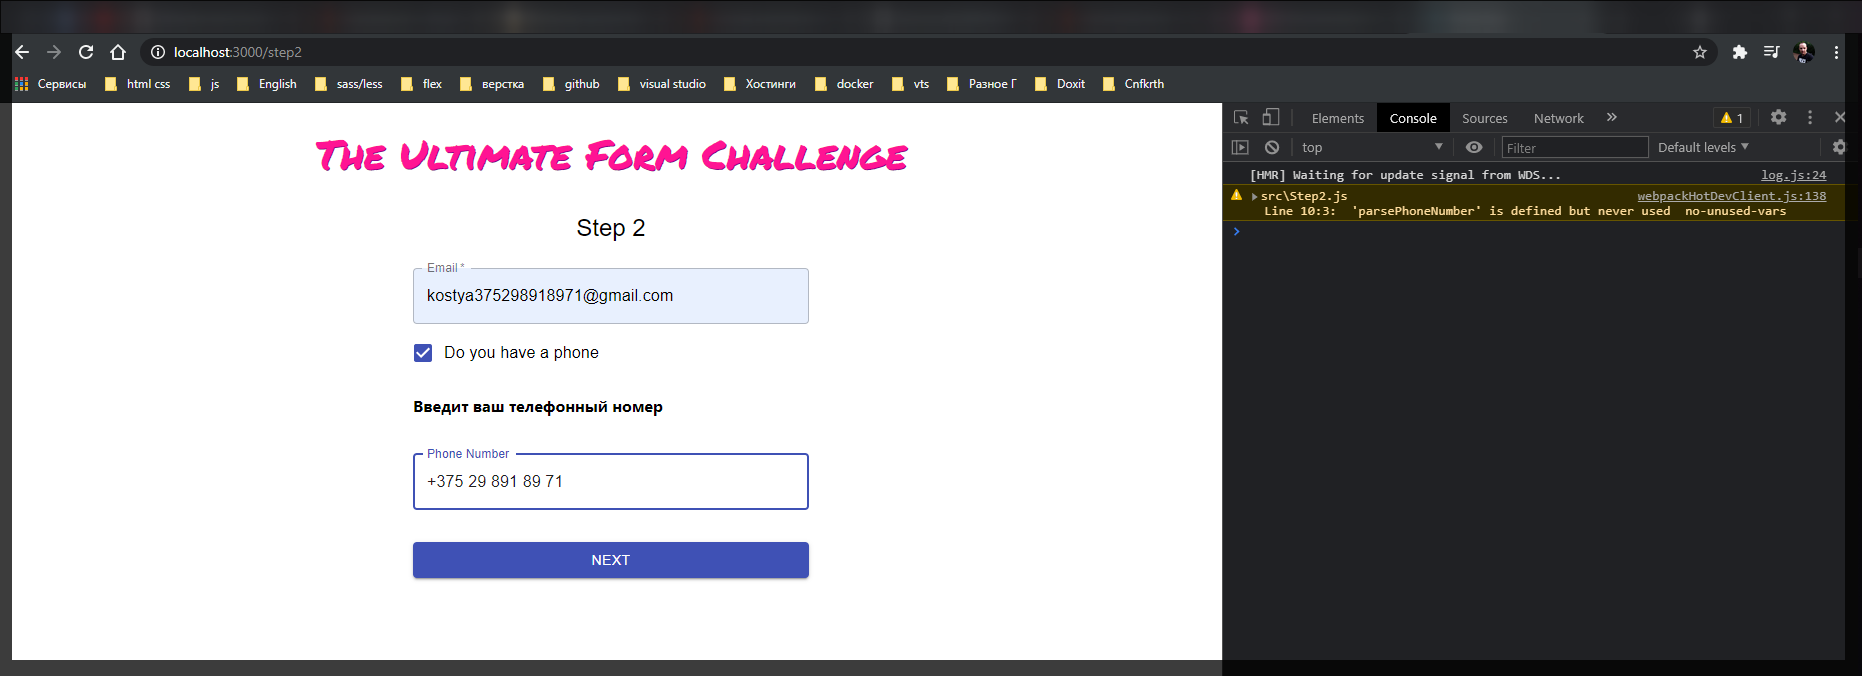 localhost:3000/step2
Сервисы html css js English sass/less flex верстка github visual studio Хостинги docker vts Разное Г Doxit Cnfkrth
The Ultimate Form Challenge
Step 2
Email *
kostya375298918971@gmail.com
Do you have a phone
Введит ваш телефонный номер
Phone Number
+375 29 891 89 71
NEXT
Elements Console Sources Network » 1
top Filter Default levels
[HMR] Waiting for update signal from WDS... log.js:24
src\Step2.js webpackHotDevClient.js:138
Line 10:3: 'parsePhoneNumber' is defined but never used no-unused-vars